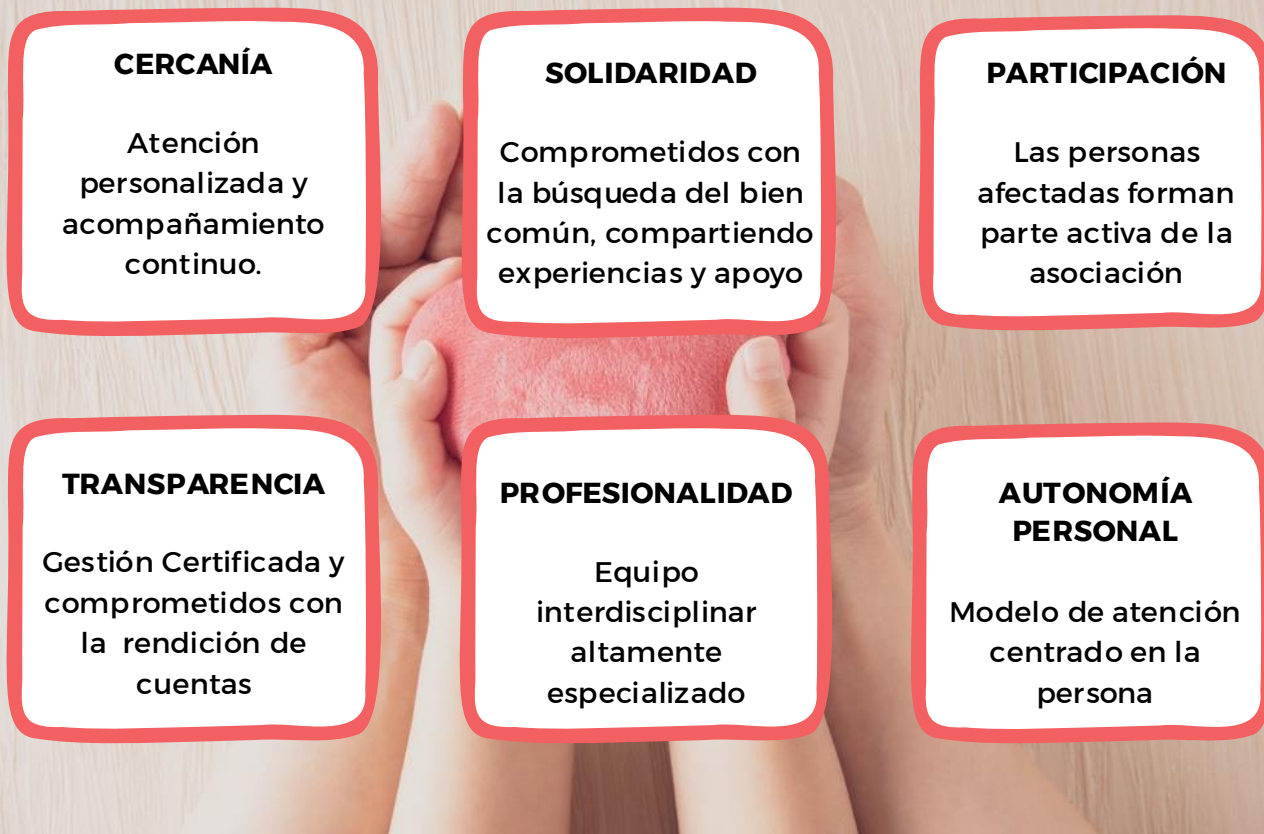 CERCANÍA
Atención
personalizada y
acompañamiento
continuo.
SOLIDARIDAD
Comprometidos con
la búsqueda del bien
común, compartiendo
experiencias y apoyo
PARTICIPACIÓN
Las personas
afectadas forman
parte activa de la
asociación
TRANSPARENCIA
Gestión Certificada y
comprometidos con
la rendición de
cuentas
PROFESIONALIDAD
Equipo
interdisciplinar
altamente
especializado
AUTONOMÍA
PERSONAL
Modelo de atención
centrado en la
persona